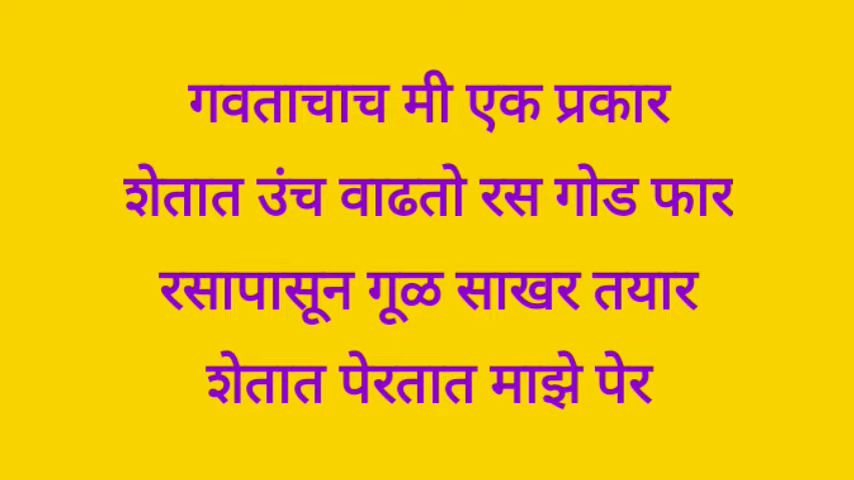 गवताचाच मी एक प्रकार
शेतात उंच वाढतो रस गोड फार
रसापासून गूळ साखर तयार
शेतात पेरतात माझे पेर